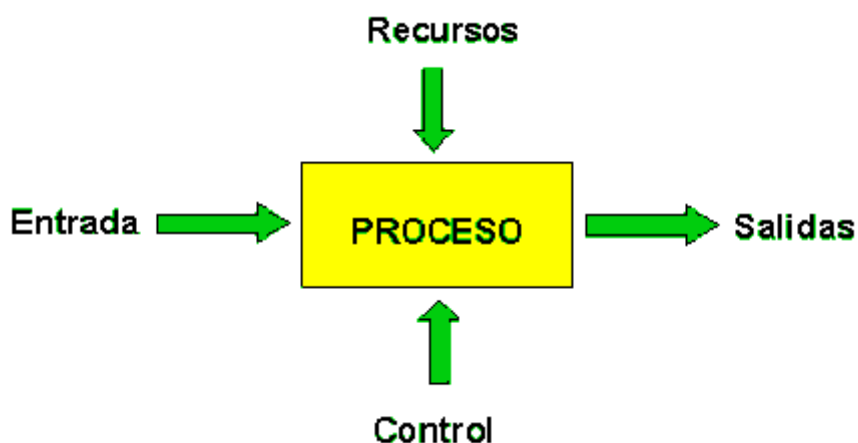 Recursos
Entrada
PROCESO
Salidas
Control